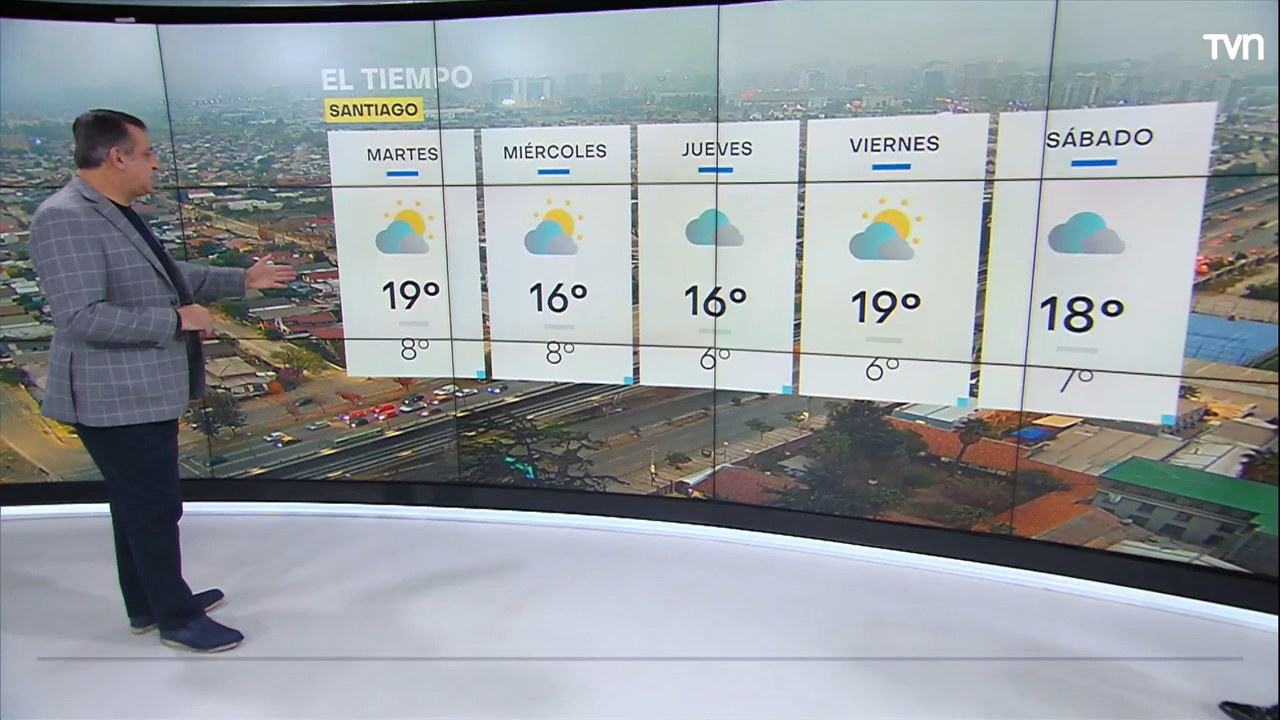 TVN
EL TIEMPO
SANTIAGO
MARTES
19°
8°
MIÉRCOLES
16°
8°
JUEVES
16°
6°
VIERNES
19°
6°
SÁBADO
18°
7°